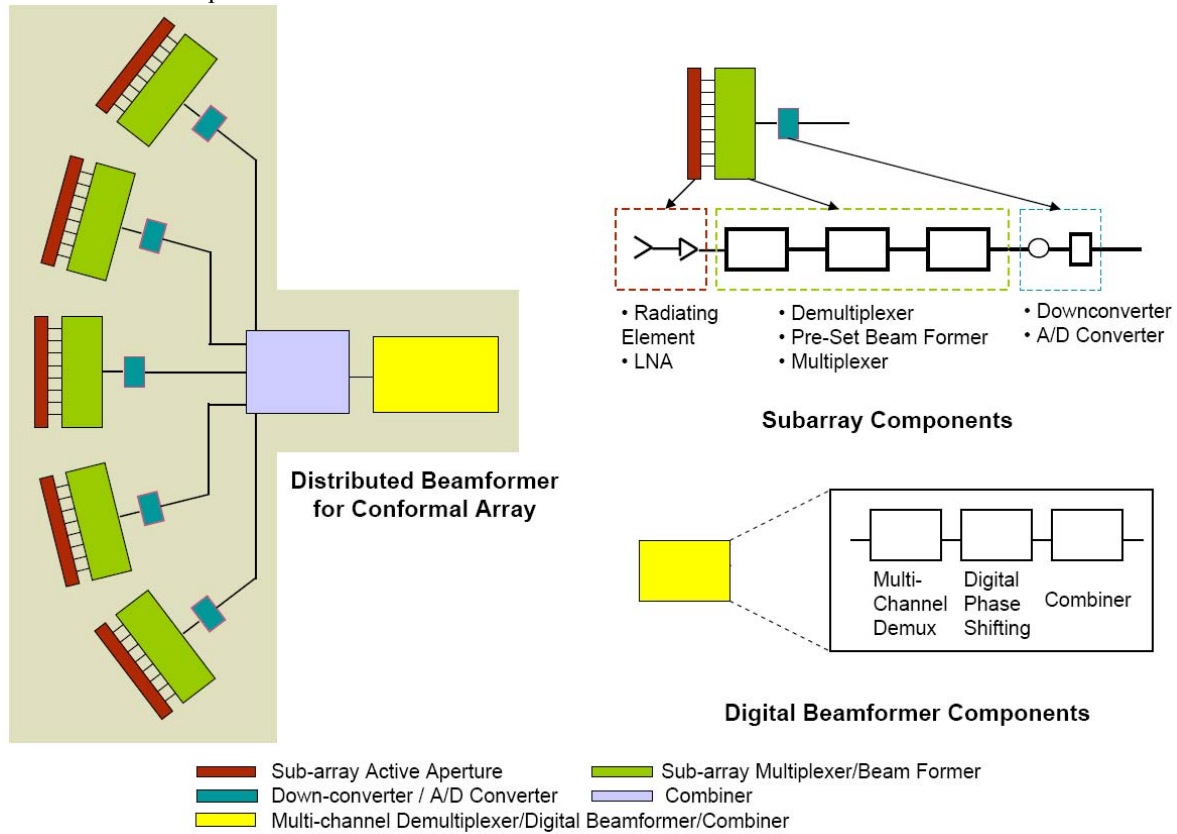 Distributed Beamformer
for Conformal Array
• Radiating
Element
• LNA
• Demultiplexer
• Pre-Set Beam Former
• Multiplexer
• Downconverter
• A/D Converter
Subarray Components
Multi-
Channel
Demux
Digital
Phase
Shifting
Combiner
Digital Beamformer Components
Sub-array Active Aperture
Sub-array Multiplexer/Beam Former
Down-converter / A/D Converter
Combiner
Multi-channel Demultiplexer/Digital Beamformer/Combiner